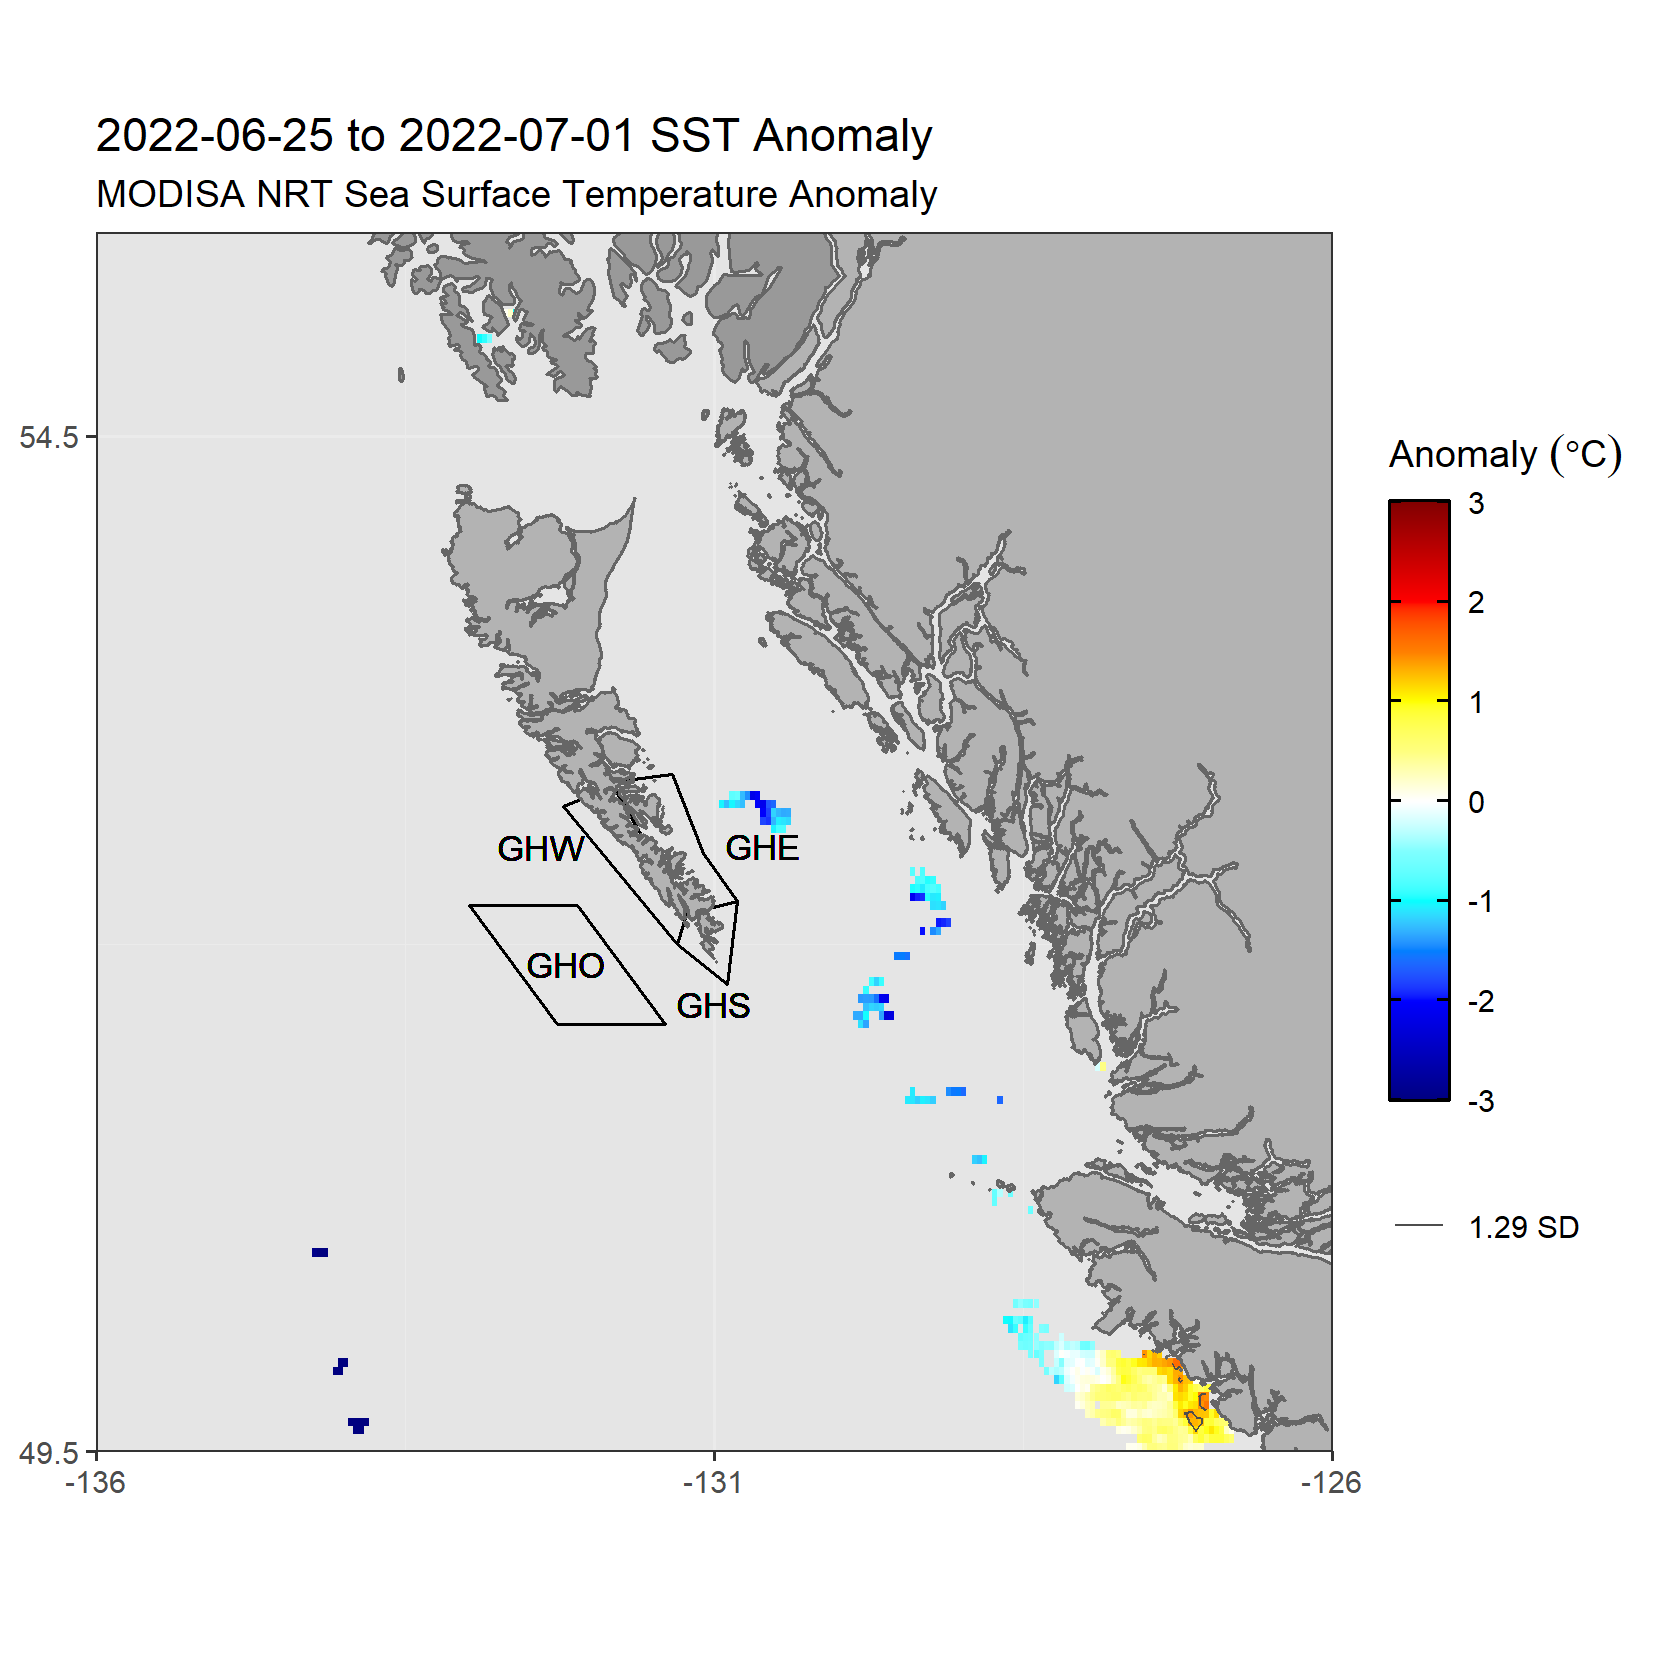 2022-06-25 to 2022-07-01 SST Anomaly
MODISA NRT Sea Surface Temperature Anomaly
54.5
49.5
-136
-131
-126
GHW
GHE
GHO
GHS
Anomaly (°C)
3
2
1
0
-1
-2
-3
1.29 SD